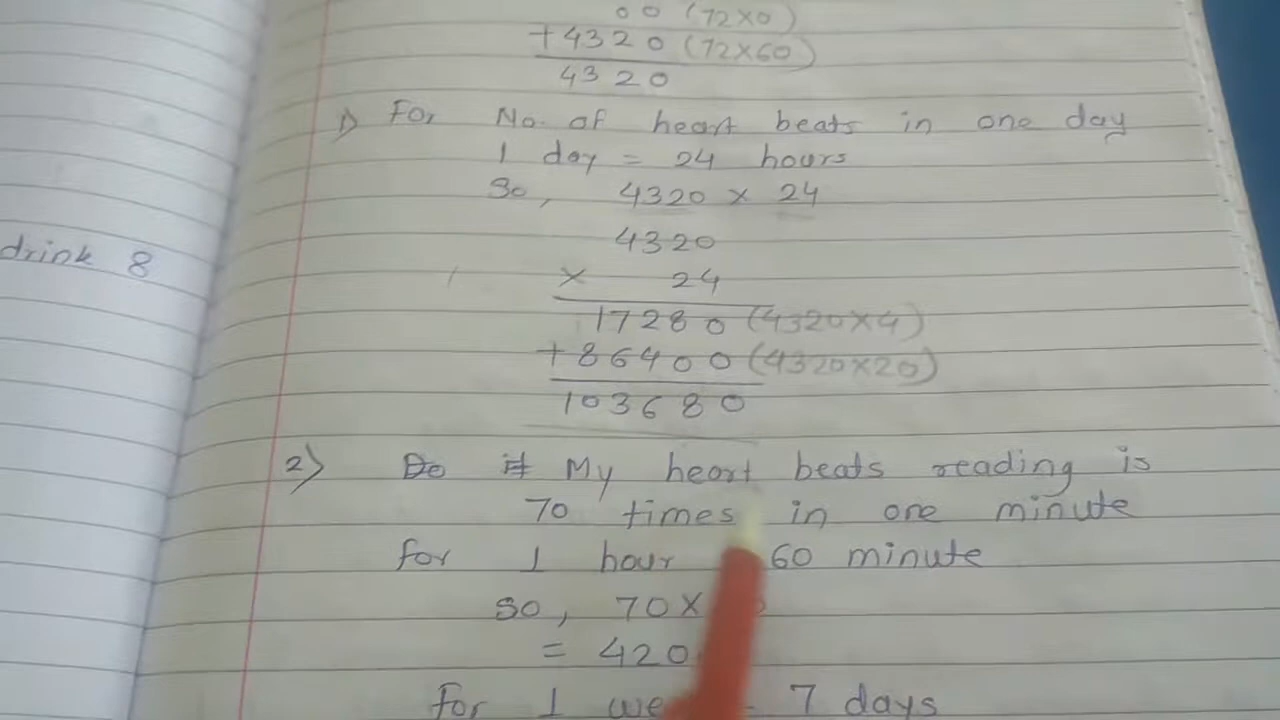 00 (72×0)
+4320 (72×60)
4320
1) For No. of heart beats in one day
1 day = 24 hours
So, 4320 × 24
4320
× 24
17280 (4320×4)
+86400 (4320×20)
103680
drink 8
2) My heart beats reading is
70 times in one minute
for 1 hour 60 minute
So, 70×
= 420
for 1 7 days